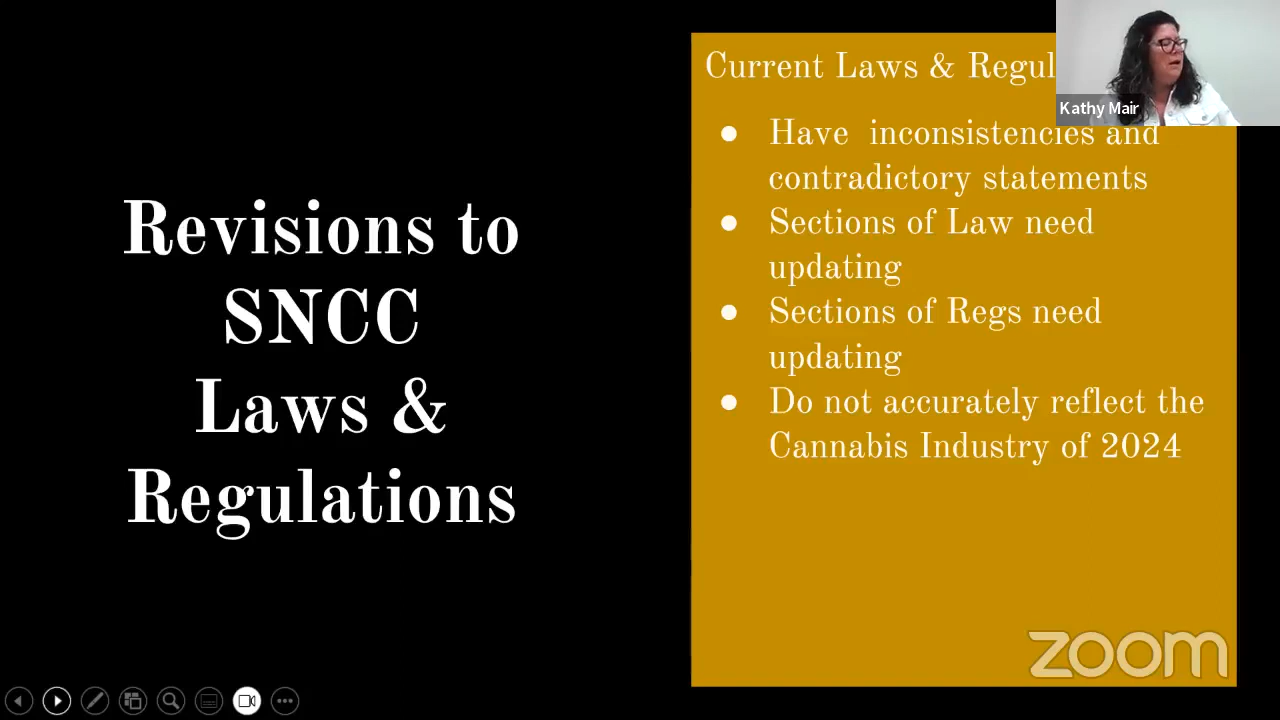 Revisions to
SNCC
Laws &
Regulations
Current Laws & Regul
● Have inconsistencies and
contradictory statements
● Sections of Law need
updating
● Sections of Regs need
updating
● Do not accurately reflect the
Cannabis Industry of 2024
Kathy Mair
zoom